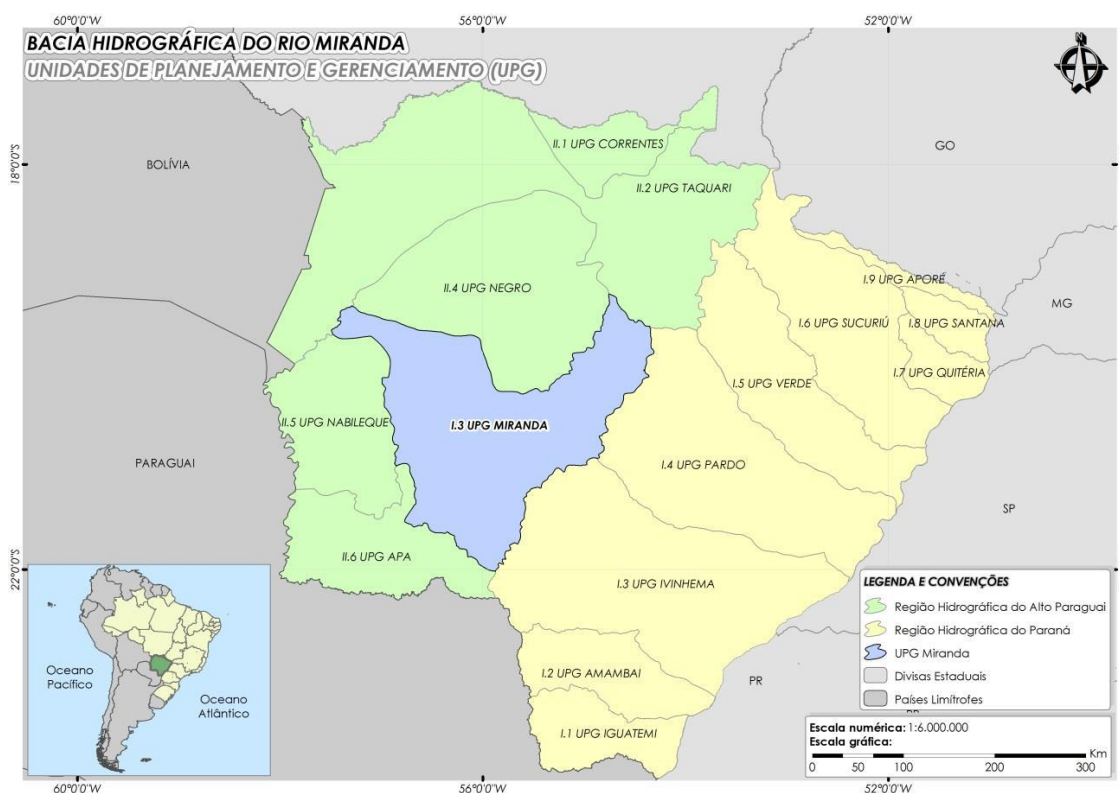 60°0'0"W
56°0'0"W
52°0'0"W
BACIA HIDROGRÁFICA DO RIO MIRANDA
UNIDADES DE PLANEJAMENTO E GERENCIAMENTO (UPG)
N
BOLÍVIA
GO
18°0'0"S
II.1 UPG CORRENTES
II.2 UPG TAQUARI
II.4 UPG NEGRO
I.9 UPG APORÉ
MG
I.6 UPG SUCURIÚ
I.8 UPG SANTANA
I.7 UPG QUITÉRIA
I.5 UPG VERDE
II.5 UPG NABILEQUE
I.3 UPG MIRANDA
PARAGUAI
I.4 UPG PARDO
SP
II.6 UPG APA
22°0'0"S
I.3 UPG IVINHEMA
I.2 UPG AMAMBAI
I.1 UPG IGUATEMI
PR
Oceano
Pacífico
Oceano
Atlântico
LEGENDA E CONVENÇÕES
Região Hidrográfica do Alto Paraguai
Região Hidrográfica do Paraná
UPG Miranda
Divisas Estaduais
Países Limítrofes
Escala numérica: 1:6.000.000
Escala gráfica:
Km
0 50 100 200 300
60°0'0"W
56°0'0"W
52°0'0"W